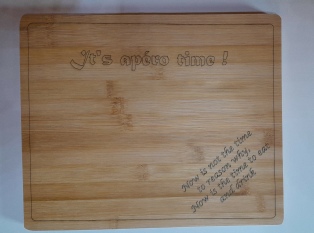 It's apéro time !
Now is not the time
to reason why,
Now is the time to eat
and drink